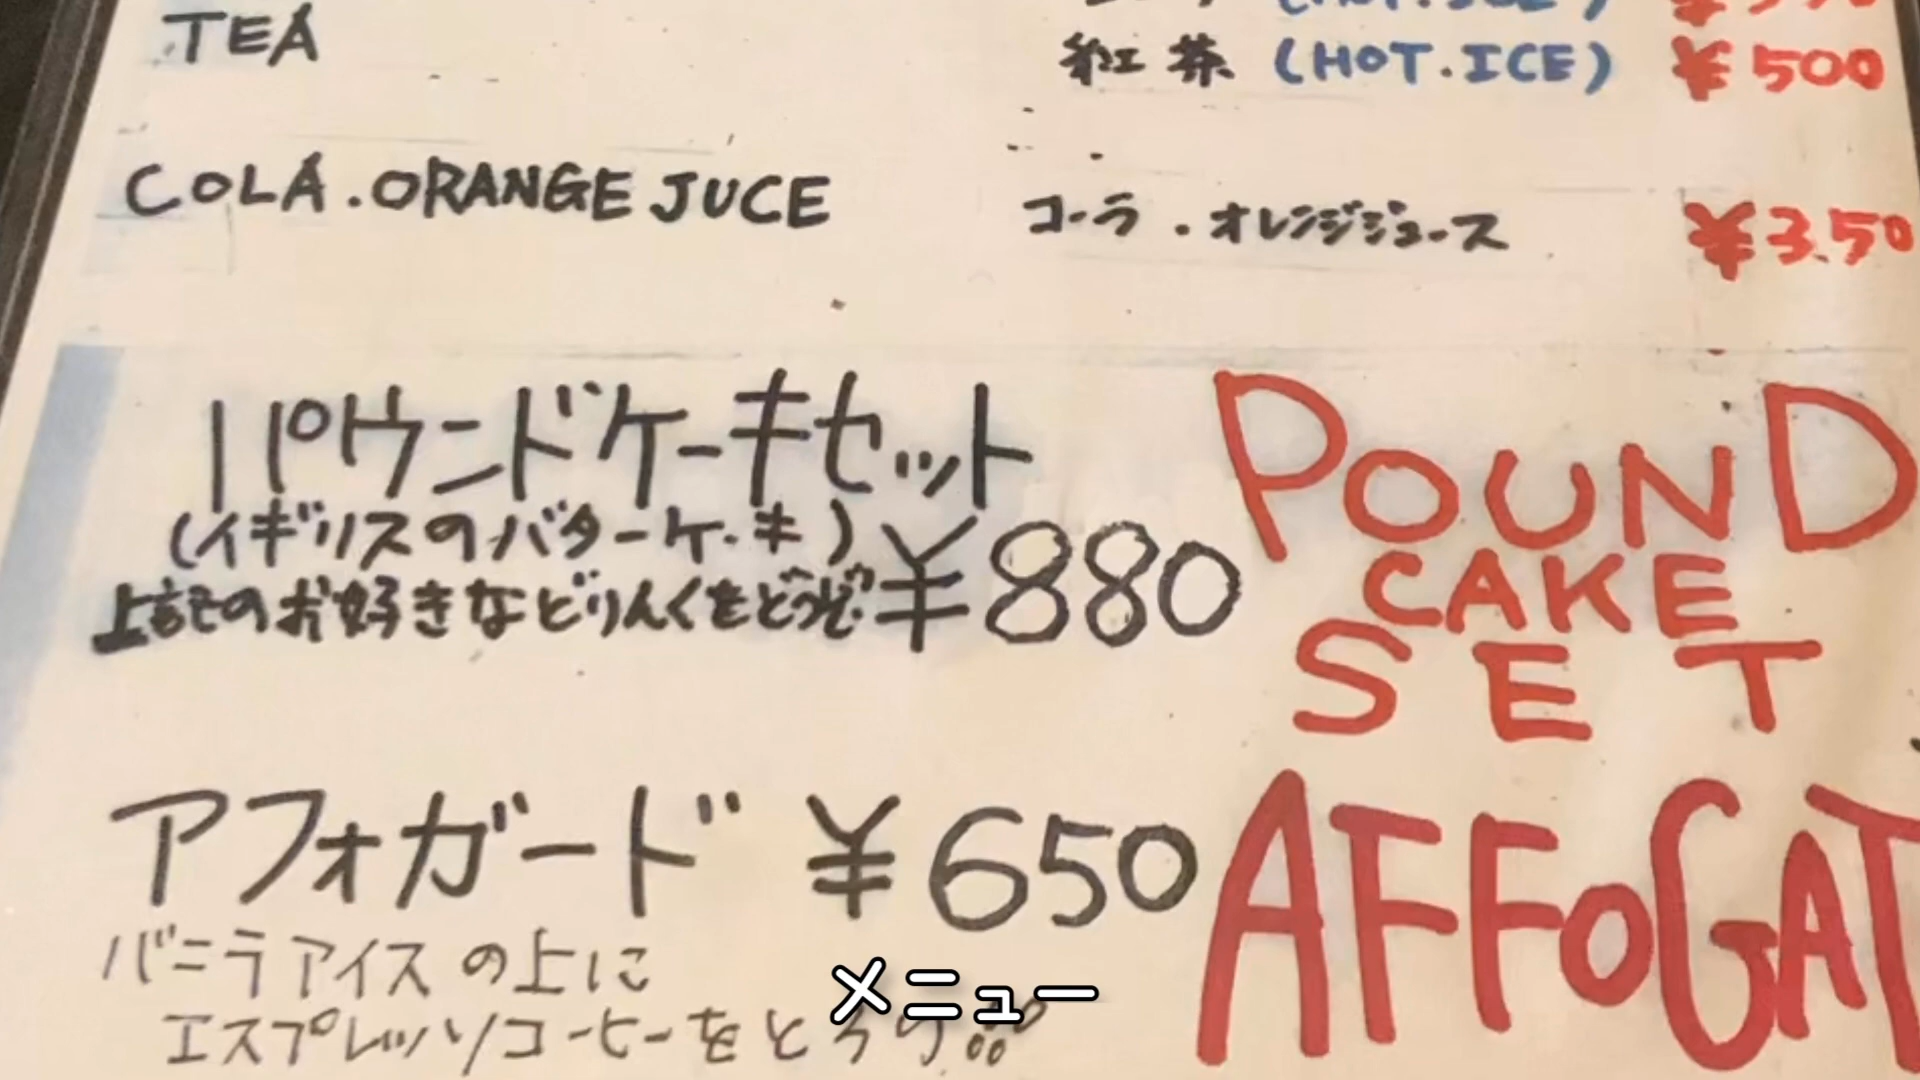 TEA 紅茶 (HOT.ICE) ¥500
COLA.ORANGE JUCE コーラ.オレンジジュース ¥350
パウンドケーキセット
(イギリスのバターケーキ)
上記のお好きなどりんくをどうぞ ¥880
POUND
CAKE
SET
アフォガード ¥650
AFFOGAT
バニラアイスの上に
エスプレッソコーヒーを
メニュー